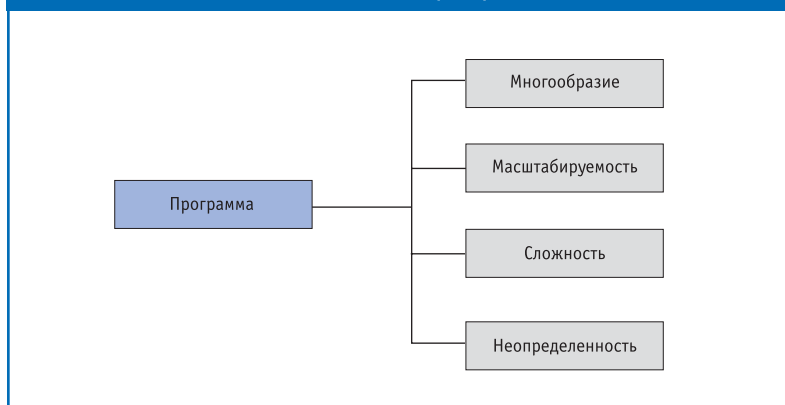 Многообразие
Масштабируемость
Программа
Сложность
Неопределенность